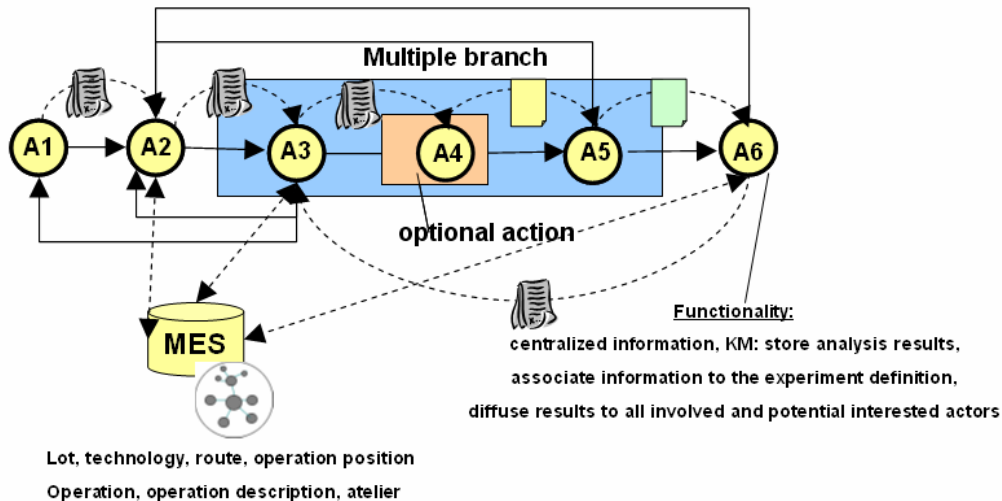 Multiple branch
A1
A2
A3
A4
A5
A6
optional action
MES
Functionality:
centralized information, KM: store analysis results,
associate information to the experiment definition,
diffuse results to all involved and potential interested actors
Lot, technology, route, operation position
Operation, operation description, atelier